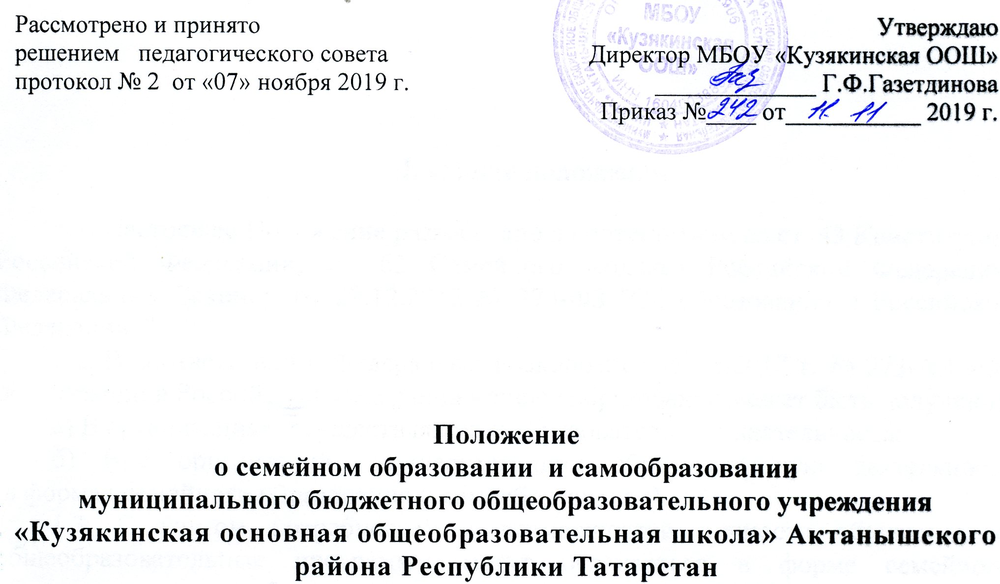 Рассмотрено и принято
решением педагогического совета
протокол № 2 от «07» ноября 2019 г.
МБОУ
«Кузякинская
ООШ»
Утверждаю
Директор МБОУ «Кузякинская ООШ»
Г.Ф.Газетдинова
Приказ № 242 от 11. 11 2019 г.
Положение
о семейном образовании и самообразовании
муниципального бюджетного общеобразовательного учреждения
«Кузякинская основная общеобразовательная школа» Актанышского
района Республики Татарстан